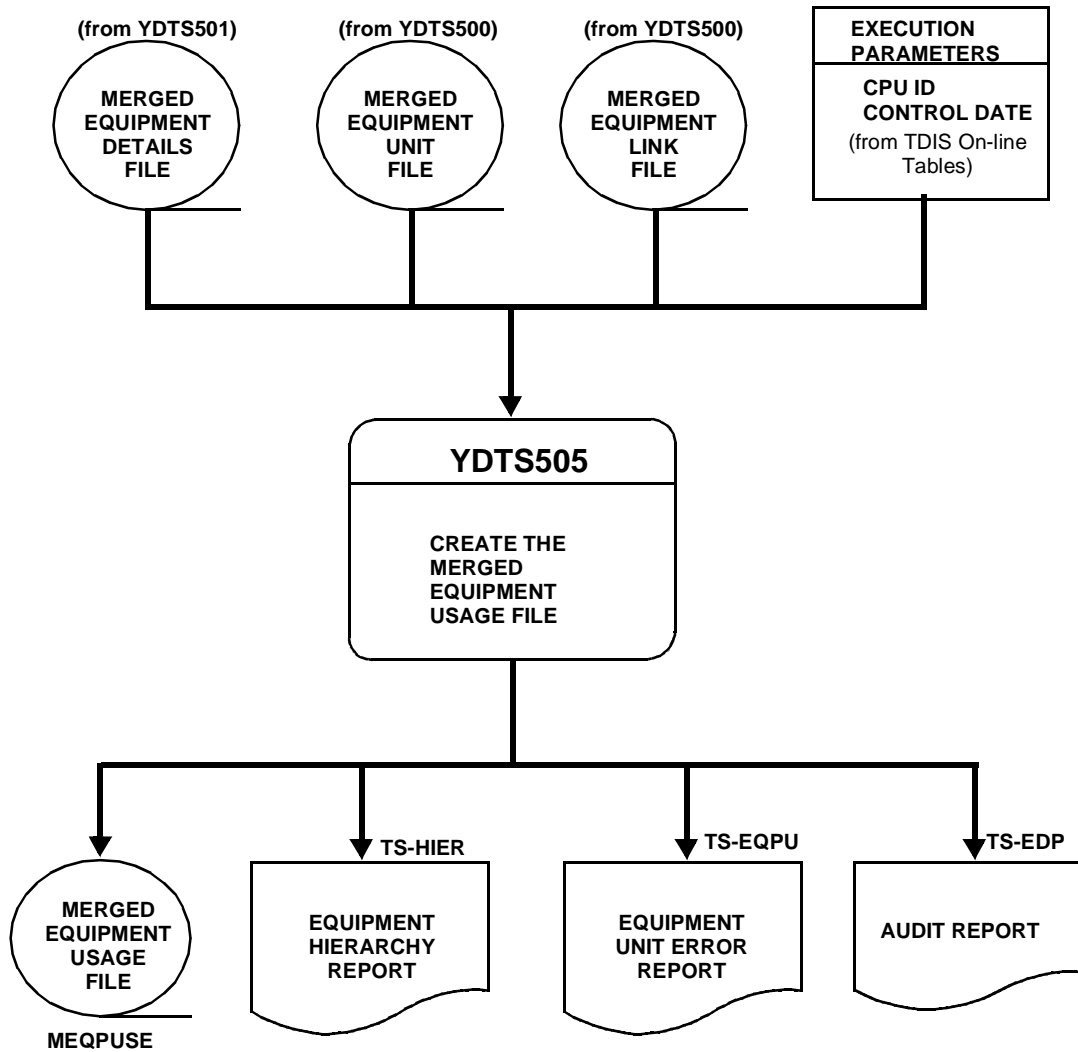 (from YDTS501)
(from YDTS500)
(from YDTS500)
MERGED
EQUIPMENT
DETAILS
FILE
MERGED
EQUIPMENT
UNIT
FILE
MERGED
EQUIPMENT
LINK
FILE
EXECUTION
PARAMETERS
CPU ID
CONTROL DATE
(from TDIS On-line
Tables)
YDTS505
CREATE THE
MERGED
EQUIPMENT
USAGE FILE
MERGED
EQUIPMENT
USAGE
FILE
MEQPUSE
TS-HIER
EQUIPMENT
HIERARCHY
REPORT
TS-EQPU
EQUIPMENT
UNIT ERROR
REPORT
TS-EDP
AUDIT REPORT